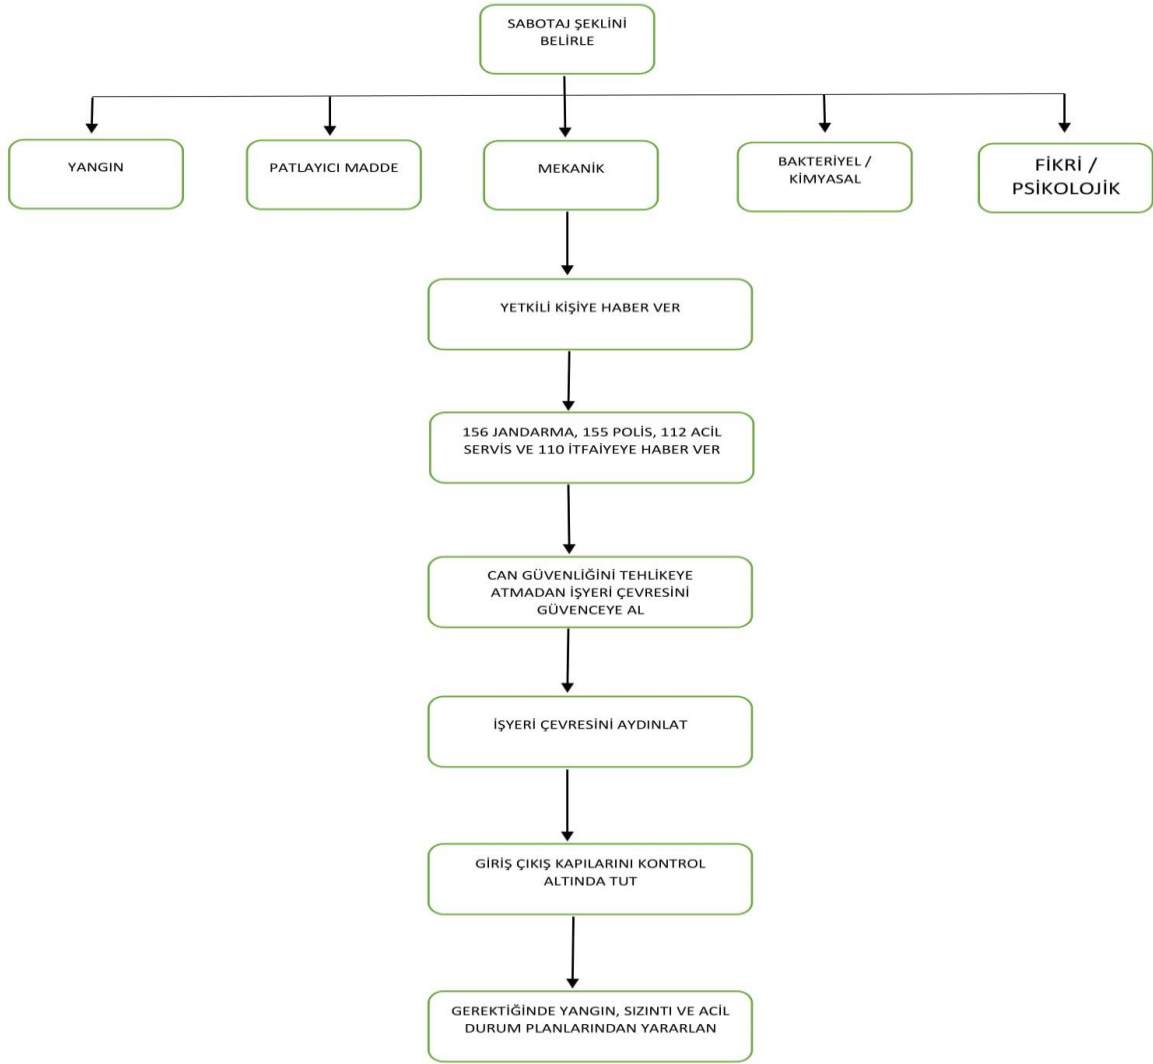 SABOTAJ ŞEKLİNİ
BELİRLE
YANGIN
PATLAYICI MADDE
MEKANİK
BAKTERİYEL /
KİMYASAL
FİKRİ /
PSİKOLOJİK
YETKİLİ KİŞİYE HABER VER
156 JANDARMA, 155 POLİS, 112 ACİL
SERVİS VE 110 İTFAİYEYE HABER VER
CAN GÜVENLİĞİNİ TEHLİKEYE
ATMADAN İŞYERİ ÇEVRESİNİ
GÜVENCEYE AL
İŞYERİ ÇEVRESİNİ AYDINLAT
GİRİŞ ÇIKIŞ KAPILARINI KONTROL
ALTINDA TUT
GEREKTİĞİNDE YANGIN, SIZINTI VE ACİL
DURUM PLANLARINDAN YARARLAN